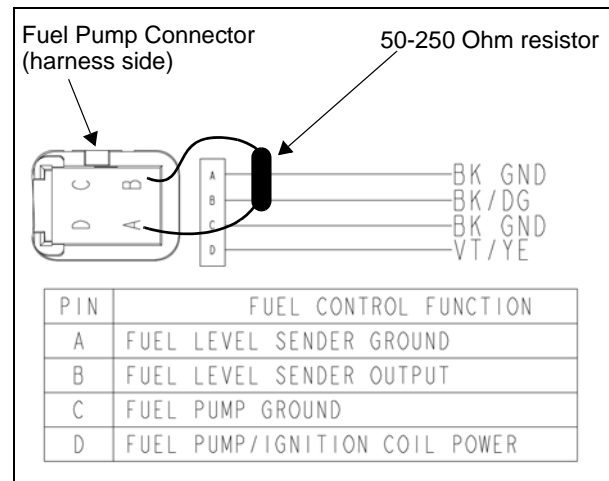 Fuel Pump Connector
(harness side)
50-250 Ohm resistor
C B
D A
A BK GND
B BK/DG
C BK GND
D VT/YE
PIN FUEL CONTROL FUNCTION
A FUEL LEVEL SENDER GROUND
B FUEL LEVEL SENDER OUTPUT
C FUEL PUMP GROUND
D FUEL PUMP/IGNITION COIL POWER